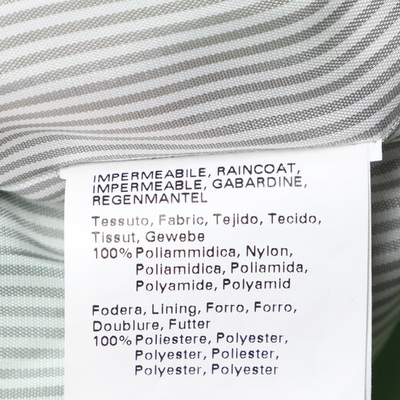 IMPERMEABILE, RAINCOAT,
IMPERMEABLE, GABARDINE,
REGENMANTEL
Tessuto, Fabric, Tejido, Tecido,
Tissut, Gewebe
100% Poliammidica, Nylon,
Poliamidica, Poliamida,
Polyamide, Polyamid
Fodera, Lining, Forro, Forro,
Doublure, Futter
100% Poliestere, Polyester,
Polyester, Poliester,
Polyester, Polyester